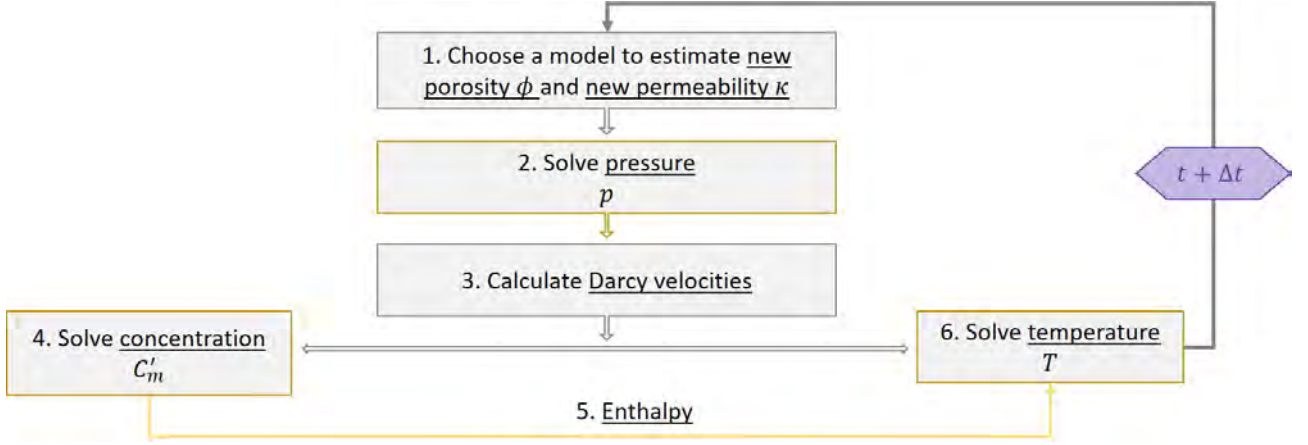 1. Choose a model to estimate new
porosity ϕ and new permeability κ
2. Solve pressure
p
3. Calculate Darcy velocities
4. Solve concentration
C′ₘ
5. Enthalpy
6. Solve temperature
T
t + Δt